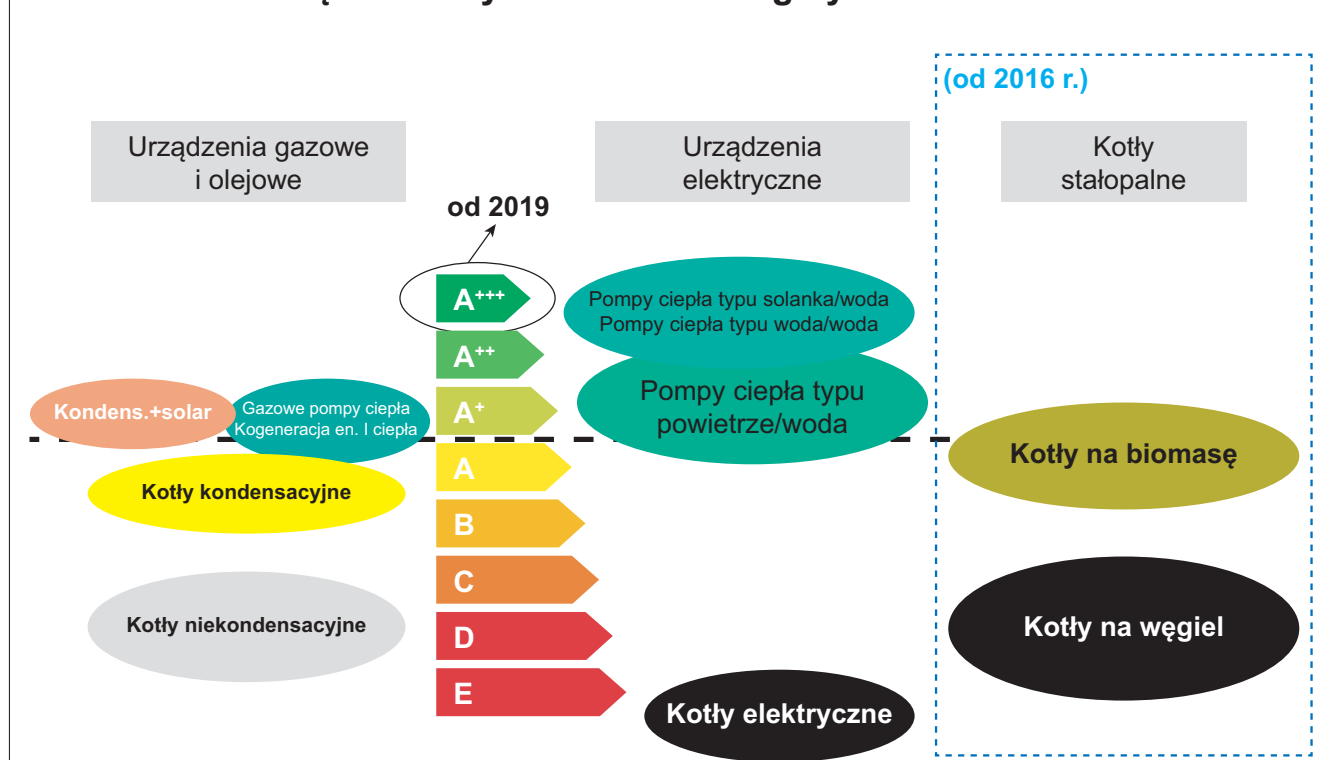 (od 2016 r.)
Urządzenia gazowe
i olejowe
Urządzenia
elektryczne
Kotły
stałopalne
od 2019
A+++
A++
A+
A
B
C
D
E
Kondens.+solar
Gazowe pompy ciepła
Kogeneracja en. I ciepła
Kotły kondensacyjne
Kotły niekondensacyjne
Pompy ciepła typu solanka/woda
Pompy ciepła typu woda/woda
Pompy ciepła typu
powietrze/woda
Kotły elektryczne
Kotły na biomasę
Kotły na węgiel